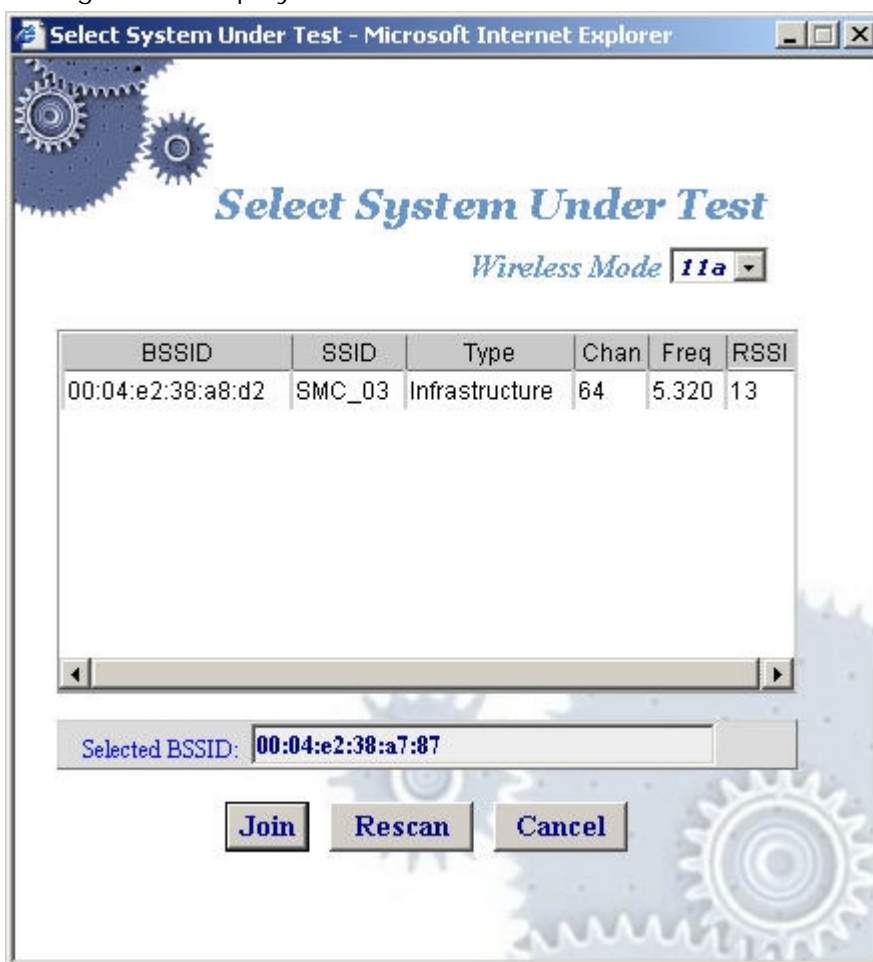 Select System Under Test - Microsoft Internet Explorer
Select System Under Test
Wireless Mode 11a
BSSID SSID Type Chan Freq RSSI
00:04:e2:38:a8:d2 SMC_03 Infrastructure 64 5.320 13
Selected BSSID: 00:04:e2:38:a7:87
Join Rescan Cancel